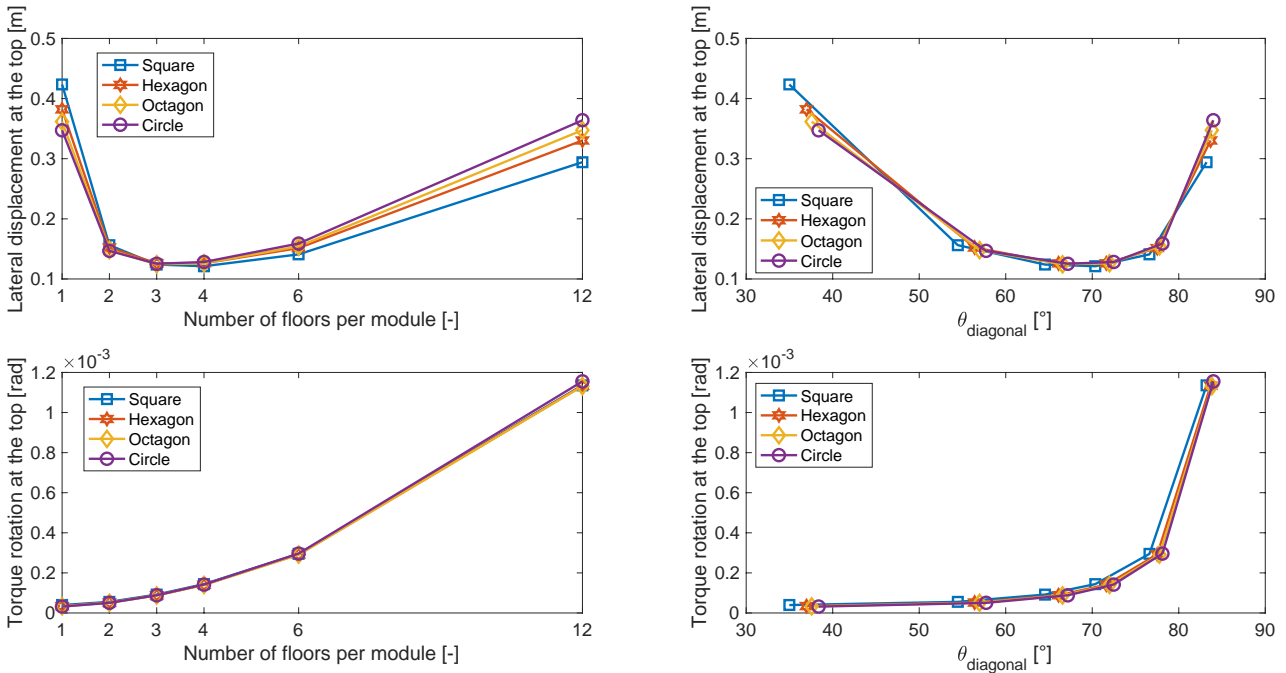 Lateral displacement at the top [m]
0.5
0.4
0.3
0.2
0.1
Square
Hexagon
Octagon
Circle
1 2 3 4 6 12
Number of floors per module [-]
Lateral displacement at the top [m]
0.5
0.4
0.3
0.2
0.1
Square
Hexagon
Octagon
Circle
30 40 50 60 70 80 90
θdiagonal [°]
Torque rotation at the top [rad]
×10-3
1.2
1
0.8
0.6
0.4
0.2
0
Square
Hexagon
Octagon
Circle
1 2 3 4 6 12
Number of floors per module [-]
Torque rotation at the top [rad]
×10-3
1.2
1
0.8
0.6
0.4
0.2
0
Square
Hexagon
Octagon
Circle
30 40 50 60 70 80 90
θdiagonal [°]